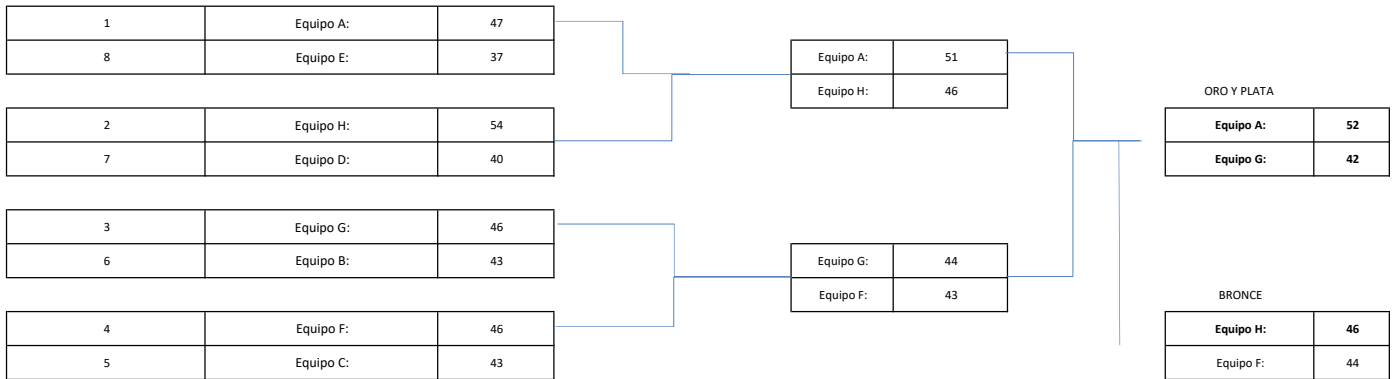 1 Equipo A: 47
8 Equipo E: 37
2 Equipo H: 54
7 Equipo D: 40
3 Equipo G: 46
6 Equipo B: 43
4 Equipo F: 46
5 Equipo C: 43
Equipo A: 51
Equipo H: 46
Equipo G: 44
Equipo F: 43
ORO Y PLATA
Equipo A: 52
Equipo G: 42
BRONCE
Equipo H: 46
Equipo F: 44